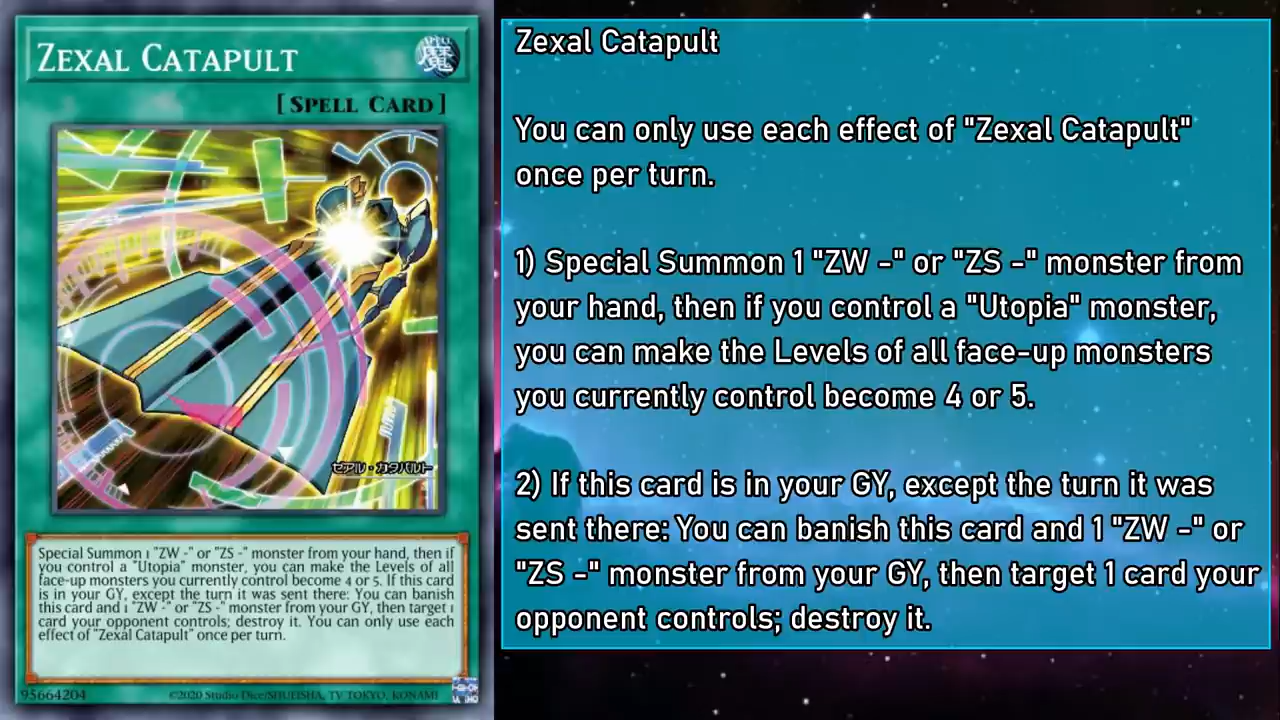 ZEXAL CATAPULT
魔
[ SPELL CARD ]
ゼアル・カタパルト
Special Summon 1 "ZW -" or "ZS -" monster from your hand, then if
you control a "Utopia" monster, you can make the Levels of all
face-up monsters you currently control become 4 or 5. If this card
is in your GY, except the turn it was sent there: You can banish
this card and 1 "ZW -" or "ZS -" monster from your GY, then target 1
card your opponent controls; destroy it. You can only use each
effect of "Zexal Catapult" once per turn.
95664204
©2020 Studio Dice/SHUEISHA, TV TOKYO, KONAMI
Zexal Catapult
You can only use each effect of "Zexal Catapult"
once per turn.
1) Special Summon 1 "ZW -" or "ZS -" monster from
your hand, then if you control a "Utopia" monster,
you can make the Levels of all face-up monsters
you currently control become 4 or 5.
2) If this card is in your GY, except the turn it was
sent there: You can banish this card and 1 "ZW -" or
"ZS -" monster from your GY, then target 1 card your
opponent controls; destroy it.